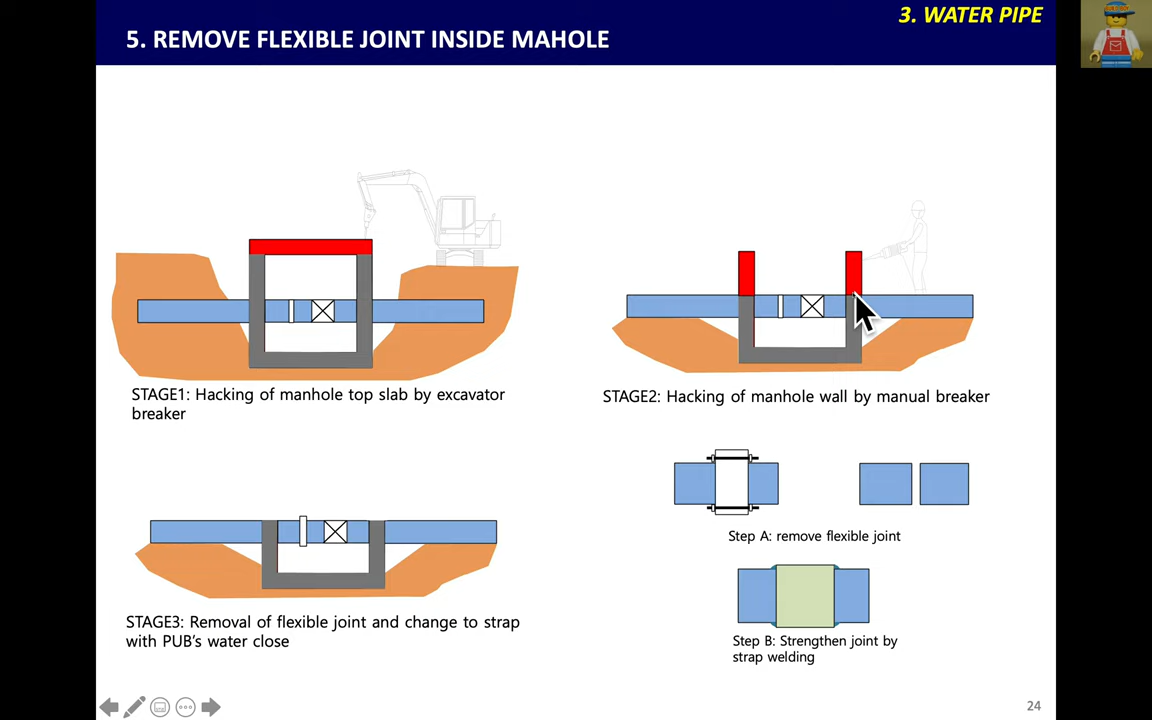 3. WATER PIPE
5. REMOVE FLEXIBLE JOINT INSIDE MAHOLE
STAGE1: Hacking of manhole top slab by excavator
breaker
STAGE2: Hacking of manhole wall by manual breaker
Step A: remove flexible joint
STAGE3: Removal of flexible joint and change to strap
with PUB's water close
Step B: Strengthen joint by
strap welding
24